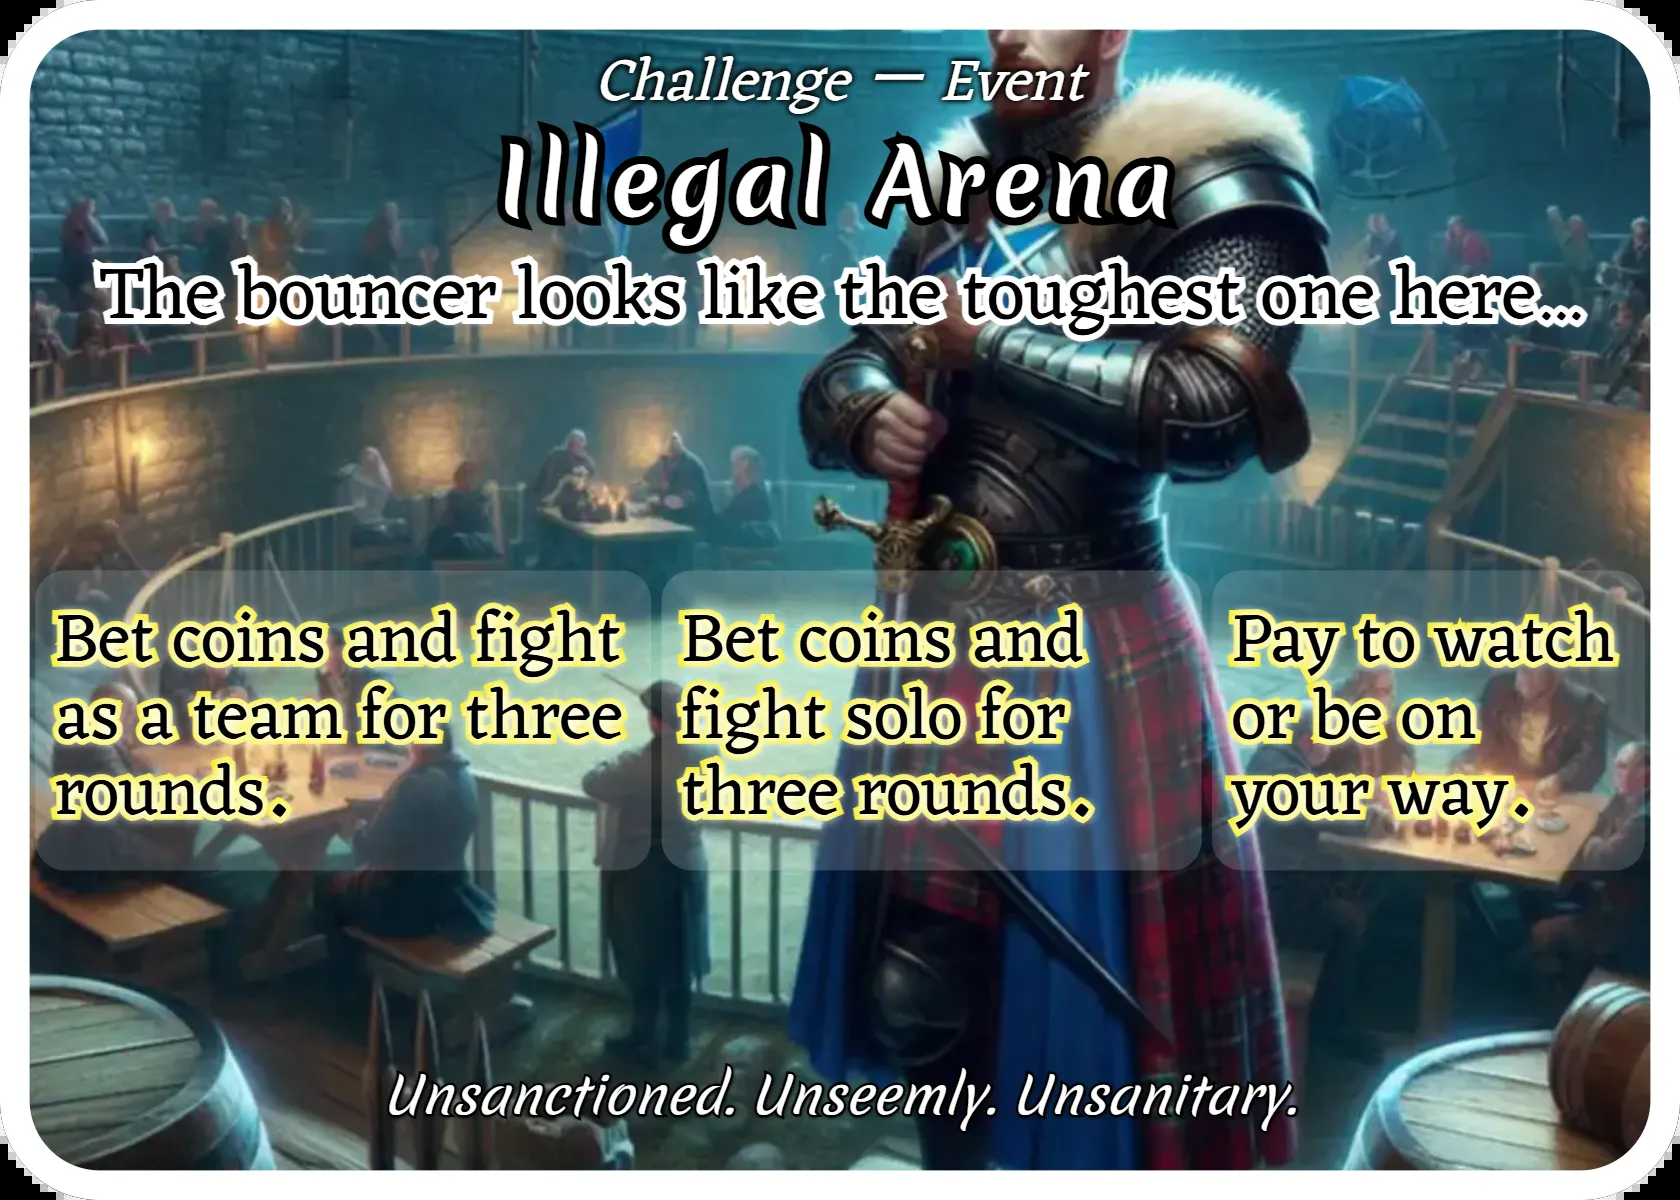 Challenge — Event
Illegal Arena
The bouncer looks like the toughest one here...
Bet coins and fight
as a team for three
rounds.
Bet coins and
fight solo for
three rounds.
Pay to watch
or be on
your way.
Unsanctioned. Unseemly. Unsanitary.